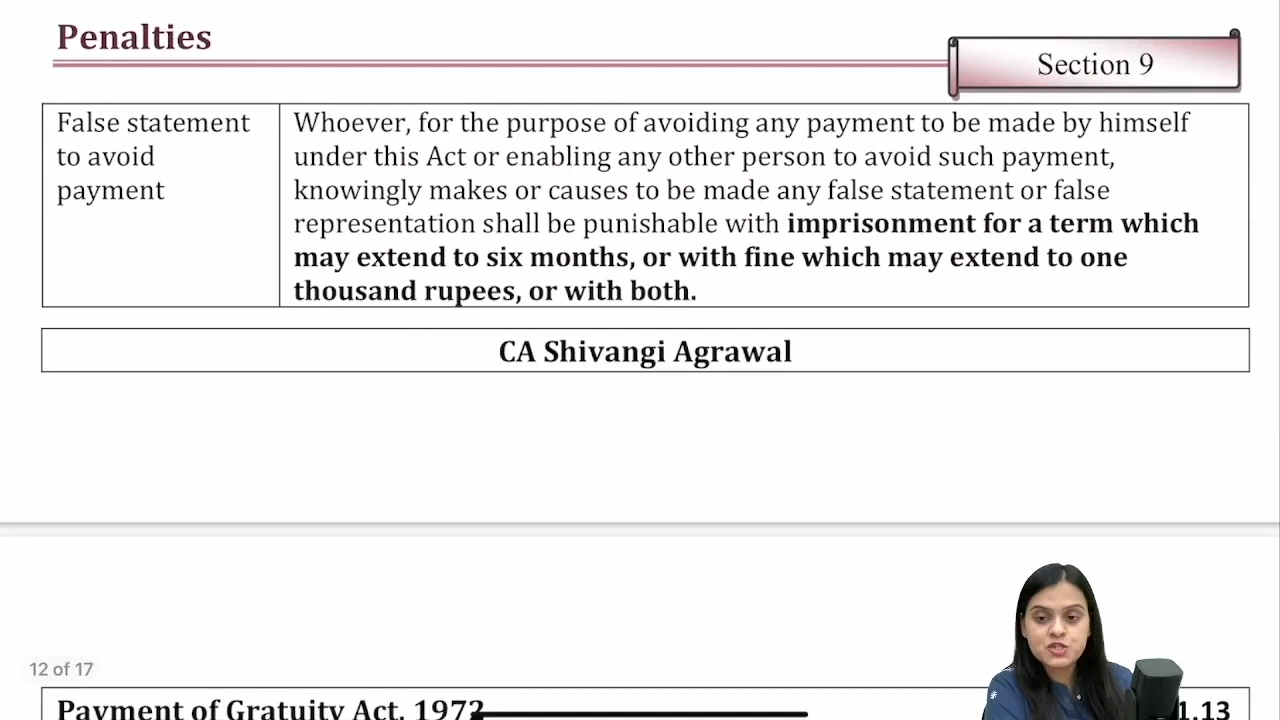 Penalties
Section 9
False statement
to avoid
payment
Whoever, for the purpose of avoiding any payment to be made by himself
under this Act or enabling any other person to avoid such payment,
knowingly makes or causes to be made any false statement or false
representation shall be punishable with imprisonment for a term which
may extend to six months, or with fine which may extend to one
thousand rupees, or with both.
CA Shivangi Agrawal
12 of 17
Payment of Gratuity Act, 1972
1.13